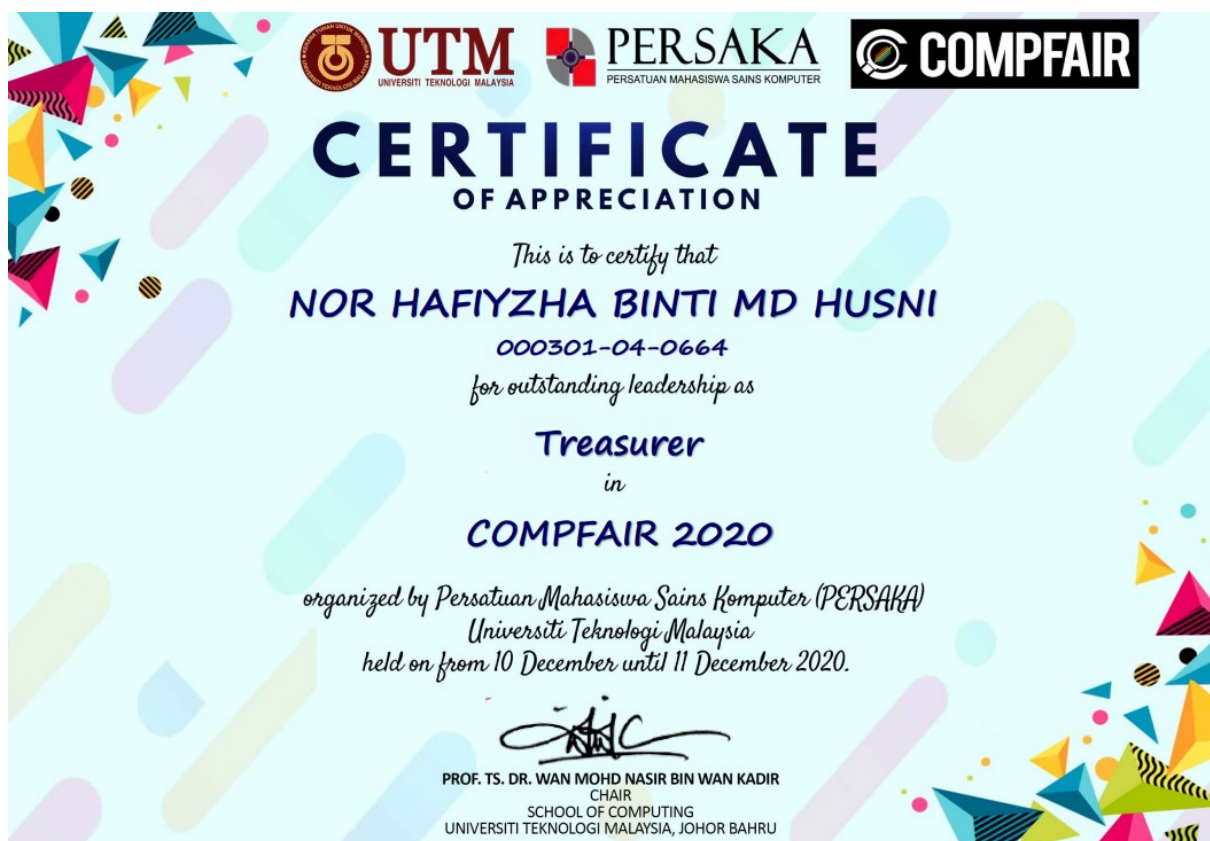 UTM
UNIVERSITI TEKNOLOGI MALAYSIA
PERSAKA
PERSATUAN MAHASISWA SAINS KOMPUTER
COMPFAIR
CERTIFICATE
OF APPRECIATION
This is to certify that
NOR HAFIYZHA BINTI MD HUSNI
000301-04-0664
for outstanding leadership as
Treasurer
in
COMPFAIR 2020
organized by Persatuan Mahasiswa Sains Komputer (PERSAKA)
Universiti Teknologi Malaysia
held on from 10 December until 11 December 2020.
PROF. TS. DR. WAN MOHD NASIR BIN WAN KADIR
CHAIR
SCHOOL OF COMPUTING
UNIVERSITI TEKNOLOGI MALAYSIA, JOHOR BAHRU